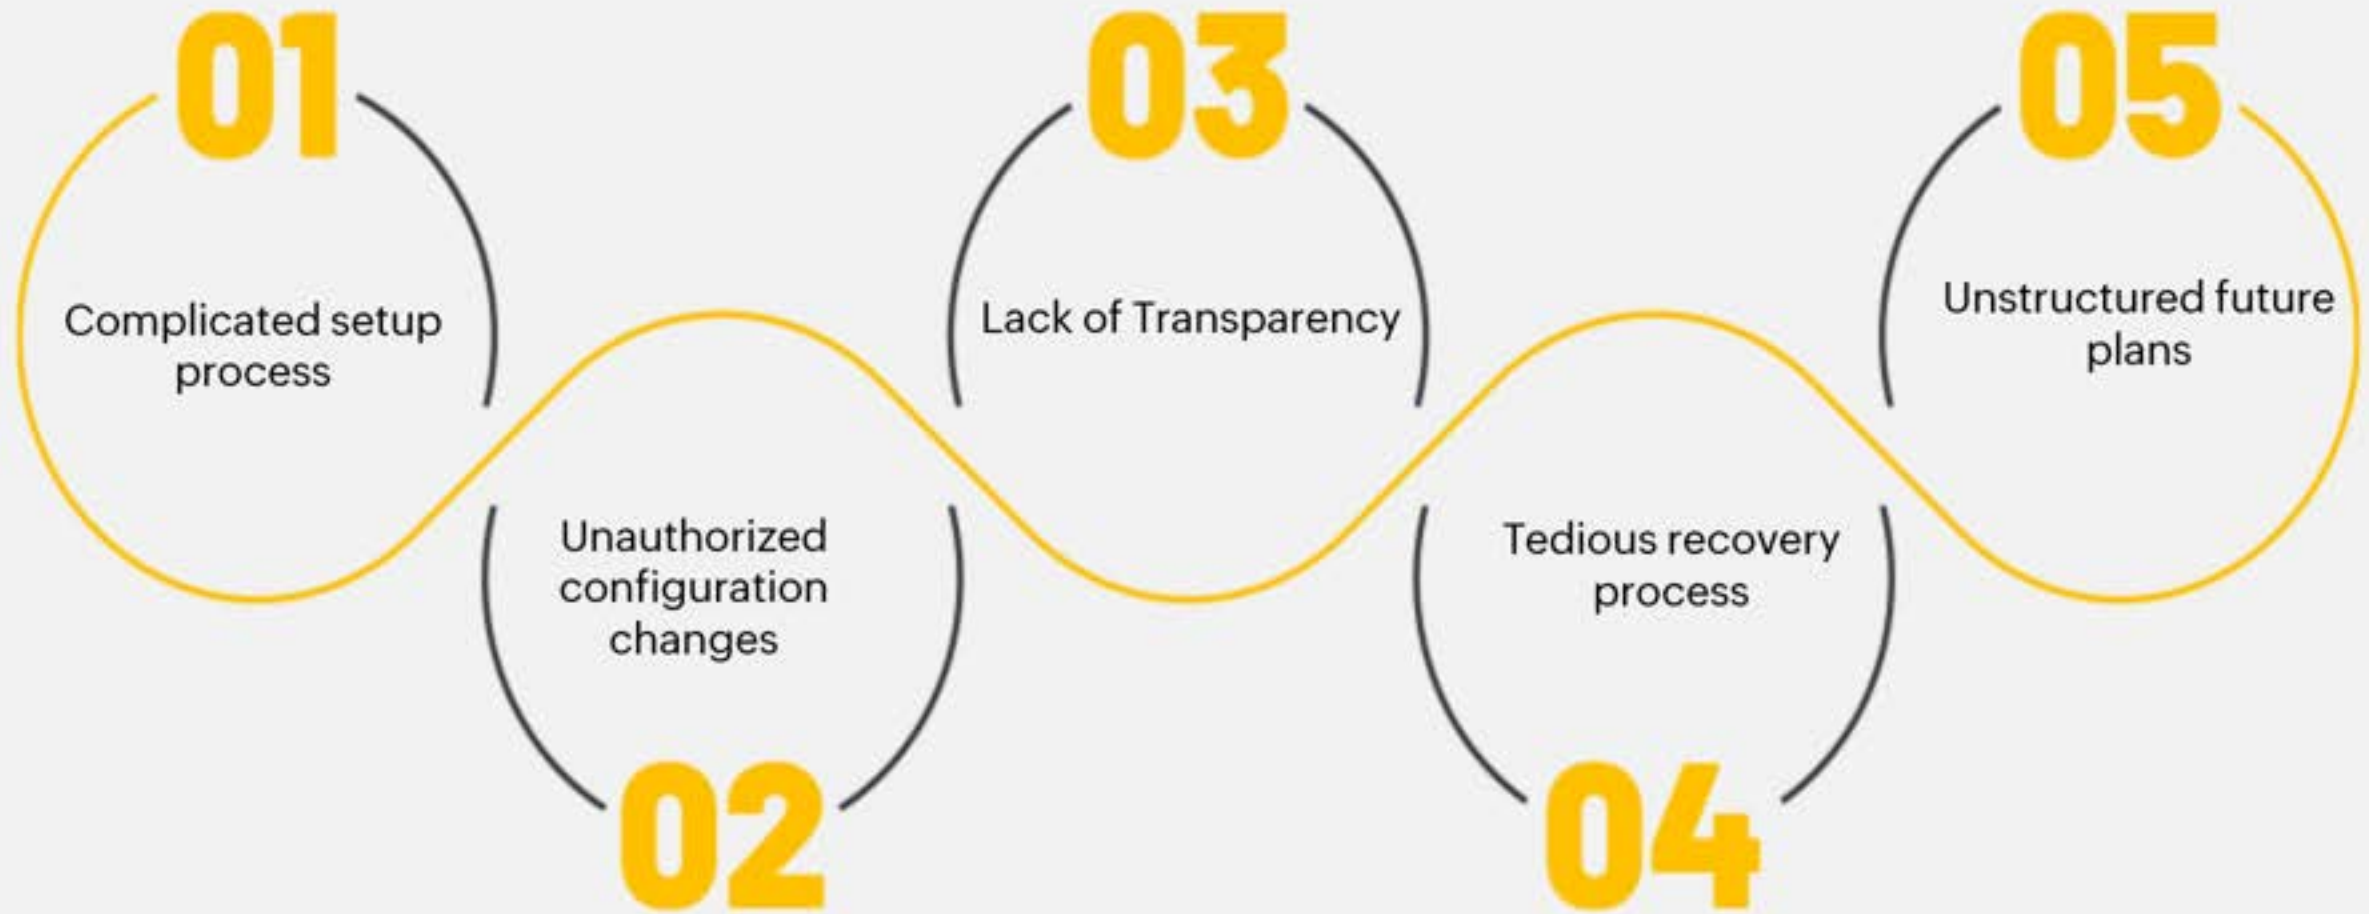 01
Complicated setup
process
Unauthorized
configuration
changes
02
03
Lack of Transparency
Tedious recovery
process
04
05
Unstructured future
plans